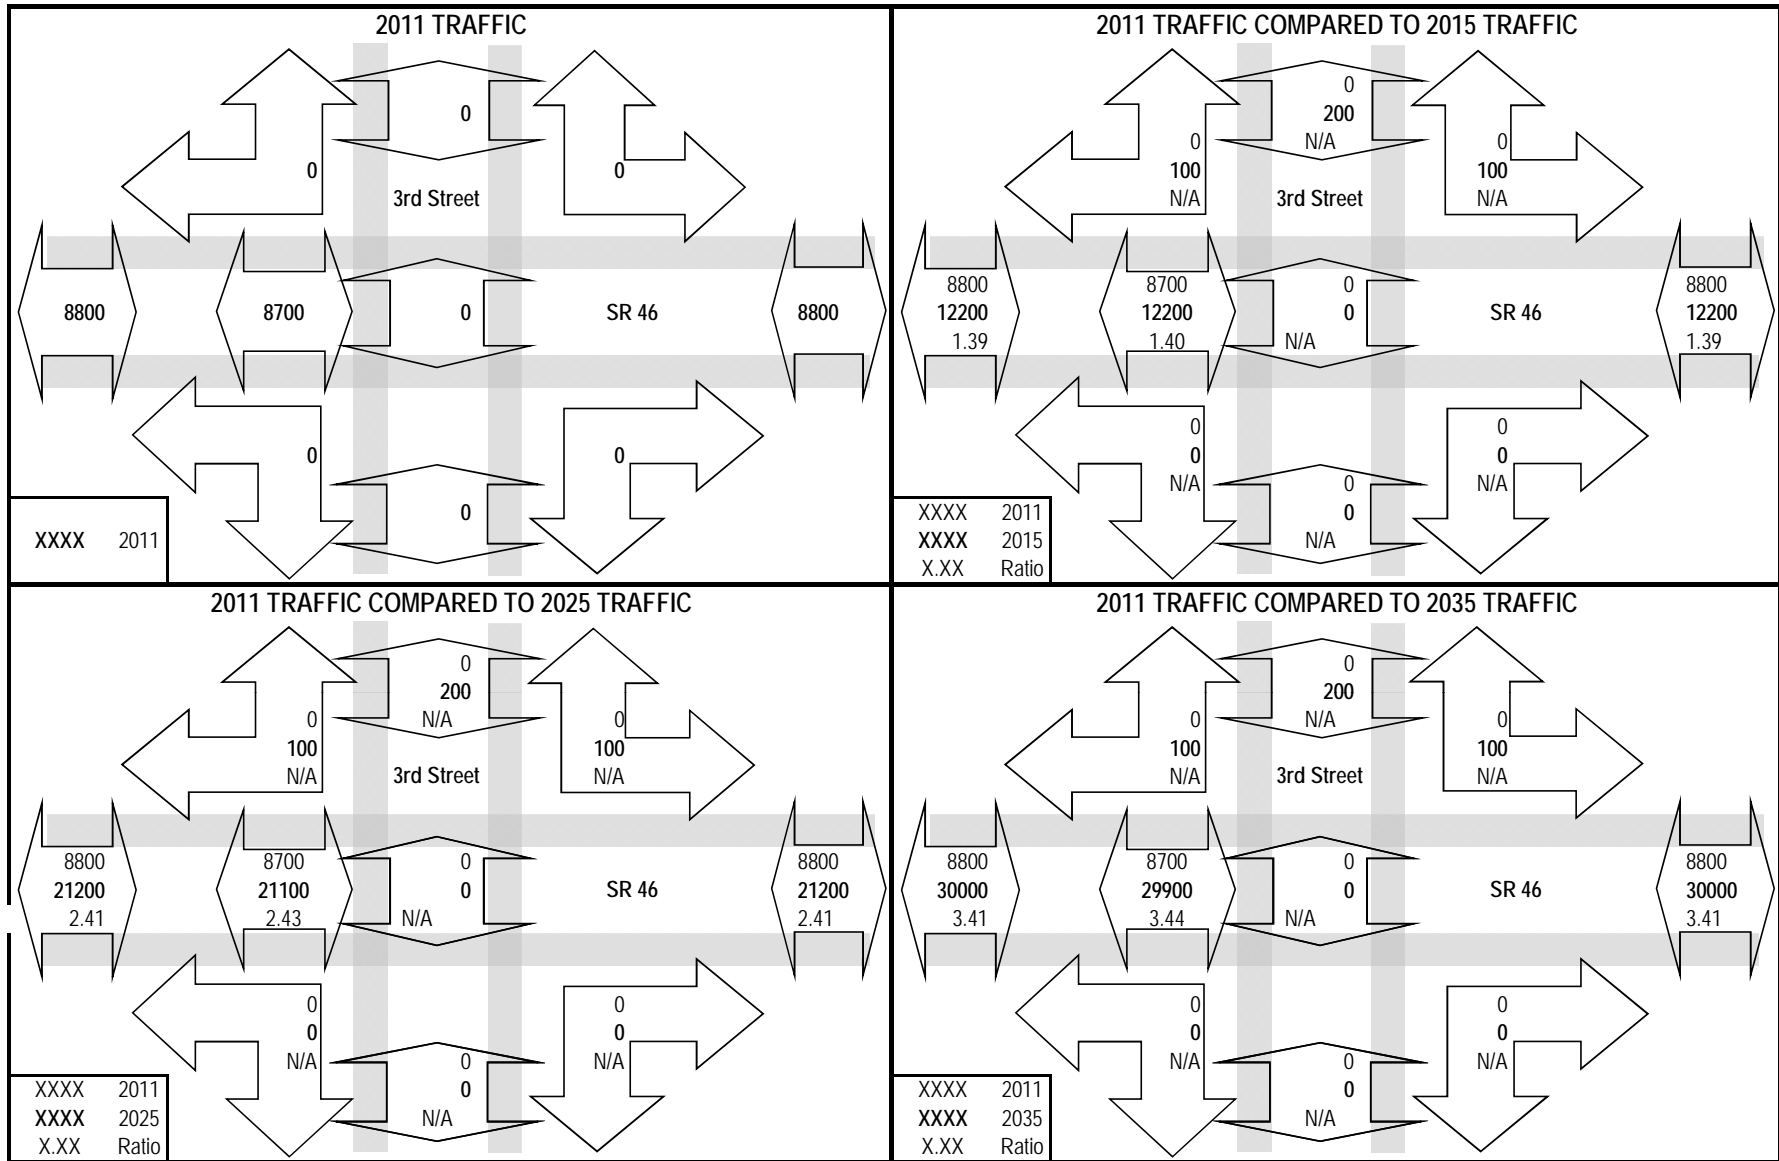 2011 TRAFFIC
0
0
0
3rd Street
8800
8700
0
SR 46
8800
0
0
0
XXXX 2011
2011 TRAFFIC COMPARED TO 2015 TRAFFIC
0
200
N/A
0
100
N/A
0
100
N/A
3rd Street
8800
12200
1.39
8700
12200
1.40
0
0
N/A
SR 46
8800
12200
1.39
0
0
N/A
0
0
N/A
0
0
N/A
XXXX 2011
XXXX 2015
X.XX Ratio
2011 TRAFFIC COMPARED TO 2025 TRAFFIC
0
200
N/A
0
100
N/A
0
100
N/A
3rd Street
8800
21200
2.41
8700
21100
2.43
0
0
N/A
SR 46
8800
21200
2.41
0
0
N/A
0
0
N/A
0
0
N/A
XXXX 2011
XXXX 2025
X.XX Ratio
2011 TRAFFIC COMPARED TO 2035 TRAFFIC
0
200
N/A
0
100
N/A
0
100
N/A
3rd Street
8800
30000
3.41
8700
29900
3.44
0
0
N/A
SR 46
8800
30000
3.41
0
0
N/A
0
0
N/A
0
0
N/A
XXXX 2011
XXXX 2035
X.XX Ratio